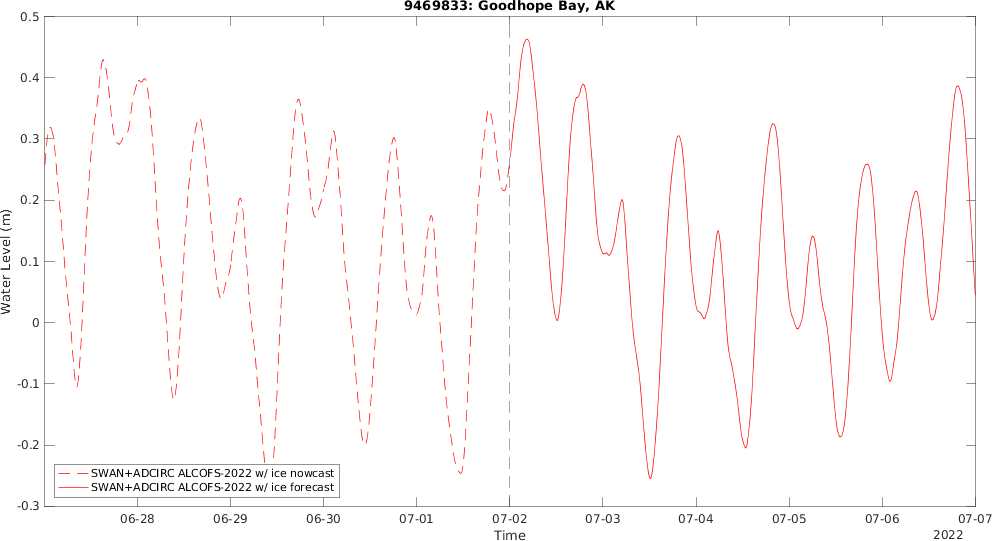 9469833: Goodhope Bay, AK
Water Level (m)
0.5
0.4
0.3
0.2
0.1
0
-0.1
-0.2
-0.3
SWAN+ADCIRC ALCOFS-2022 w/ ice nowcast
SWAN+ADCIRC ALCOFS-2022 w/ ice forecast
06-28 06-29 06-30 07-01 07-02 07-03 07-04 07-05 07-06 07-07
Time
2022